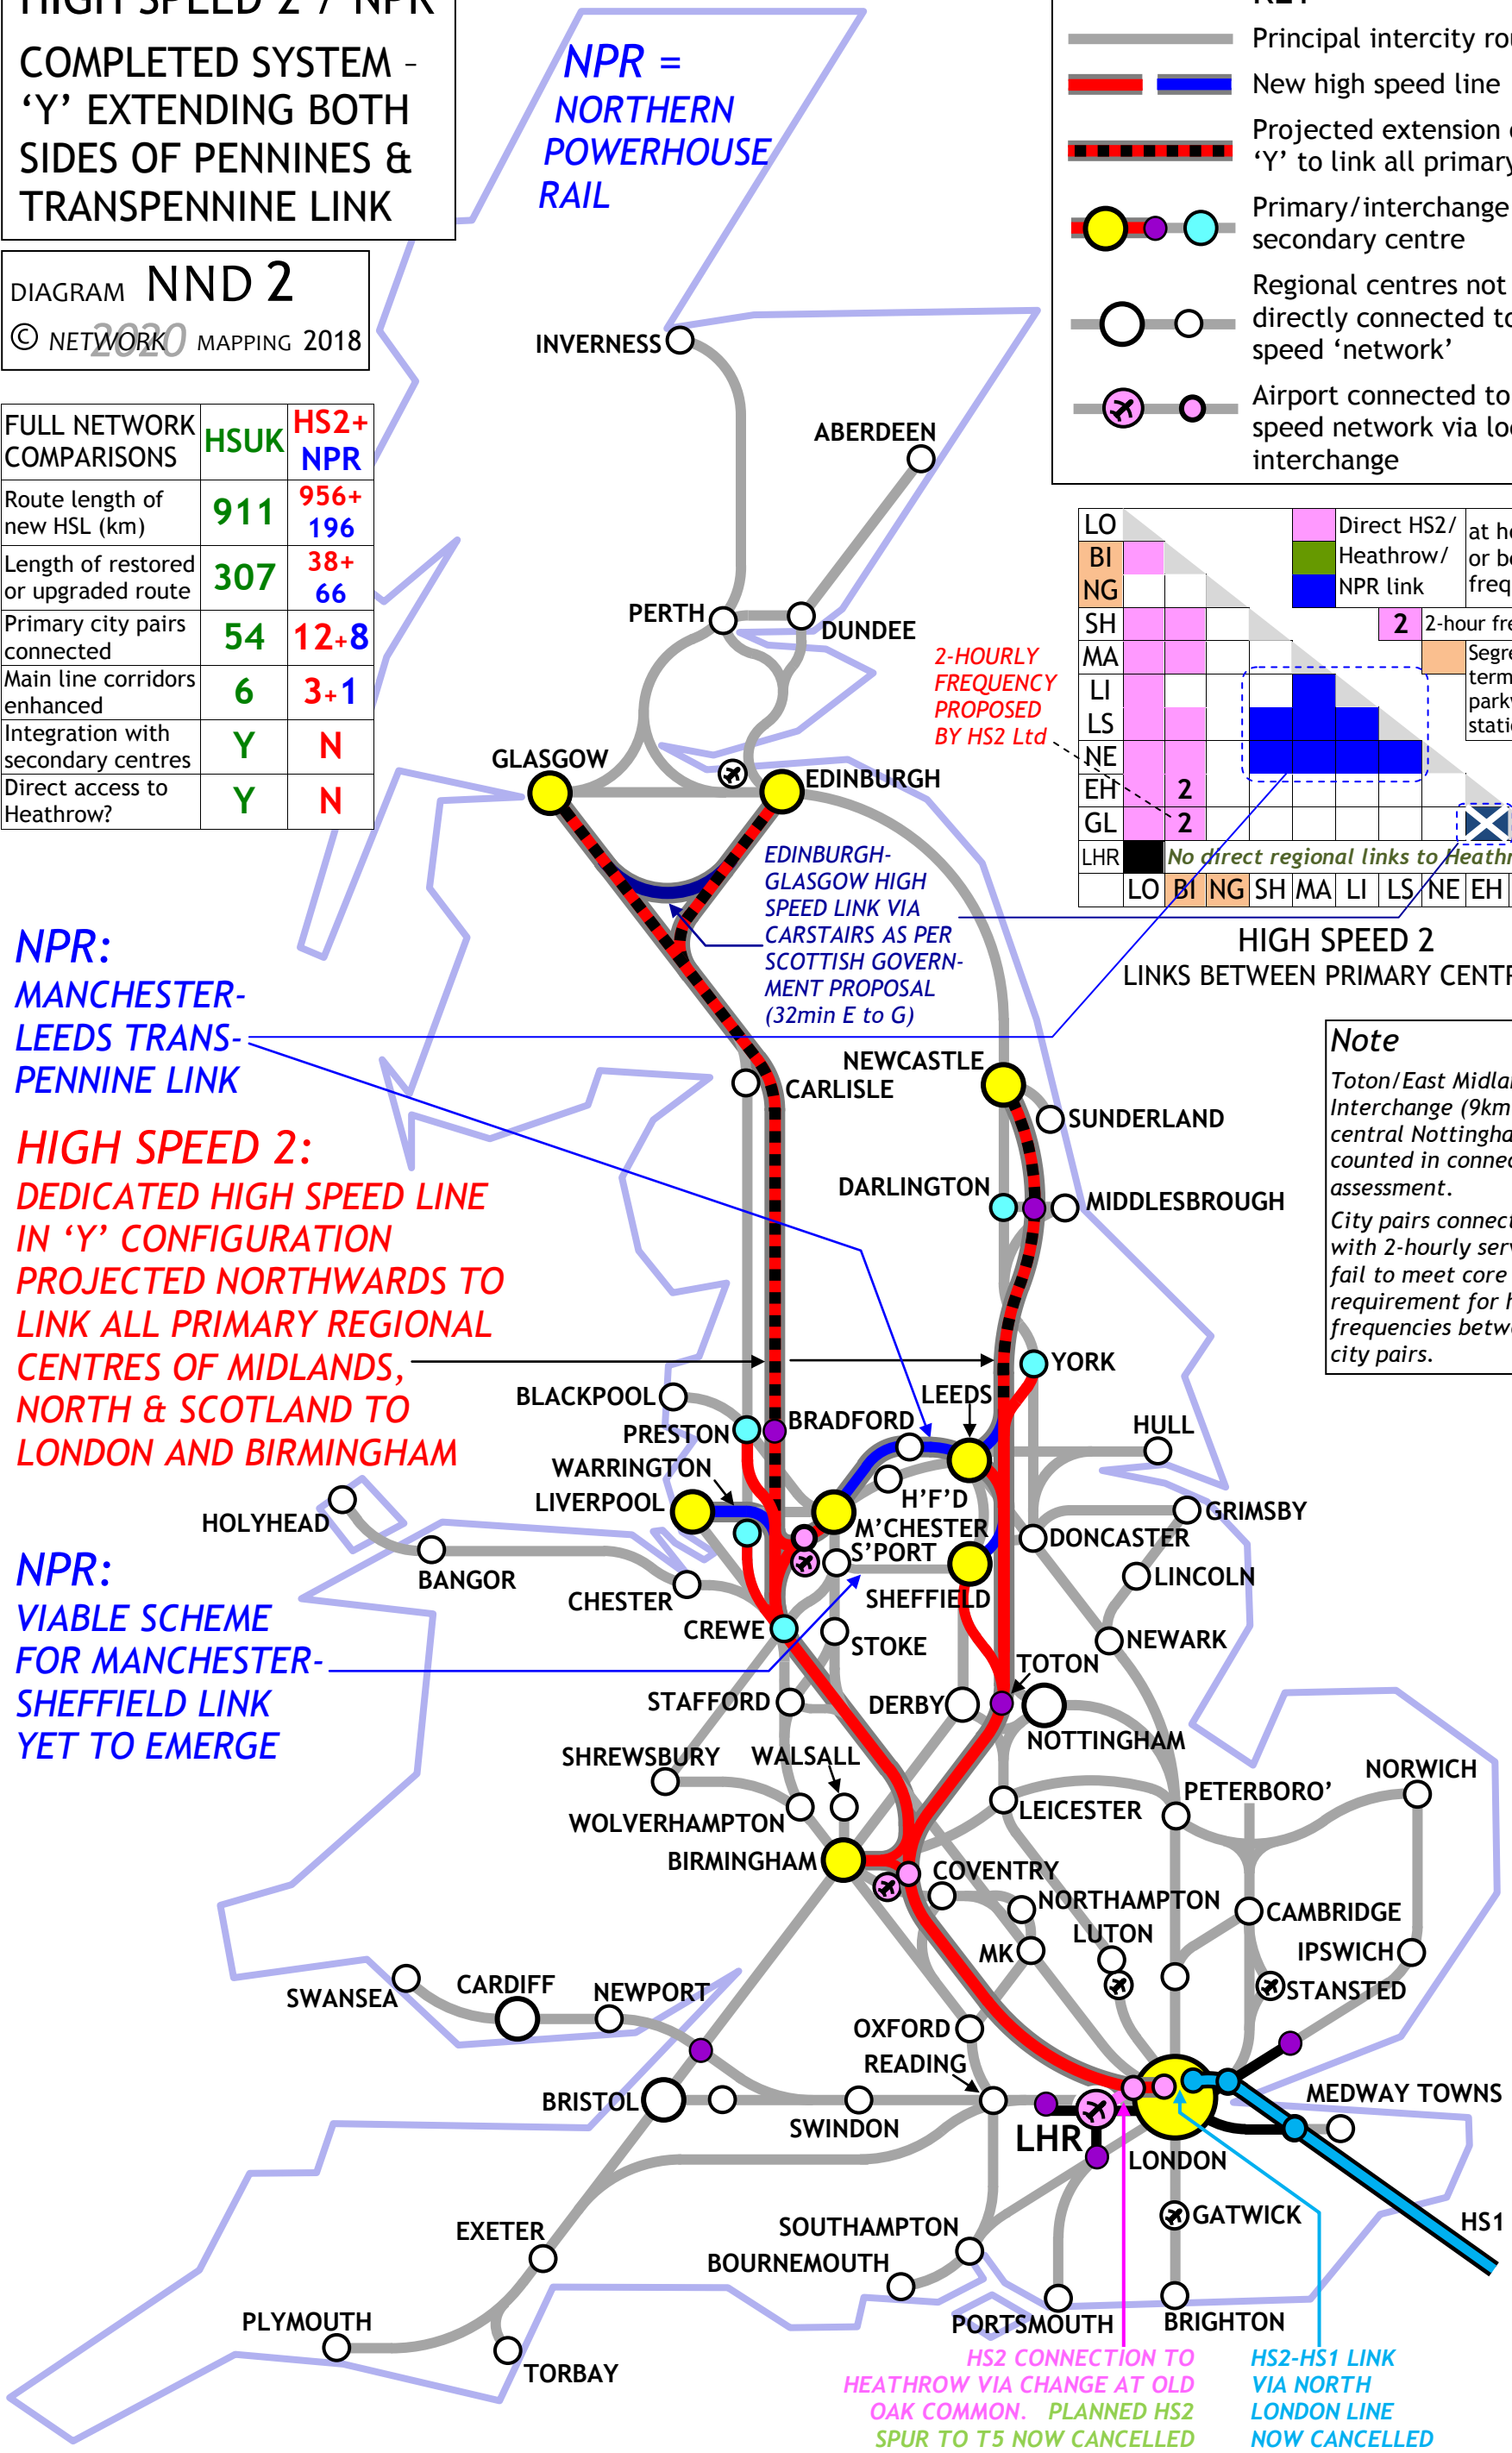 HIGH SPEED 2 / NPR
COMPLETED SYSTEM -
‘Y’ EXTENDING BOTH
SIDES OF PENNINES &
TRANSPENNINE LINK
DIAGRAM NND 2
© NETWORK 2020 MAPPING 2018
FULL NETWORK COMPARISONS HSUK HS2+ NPR
Route length of new HSL (km) 911 956+ 196
Length of restored or upgraded route 307 38+ 66
Primary city pairs connected 54 12+8
Main line corridors enhanced 6 3+1
Integration with secondary centres Y N
Direct access to Heathrow? Y N
NPR =
NORTHERN
POWERHOUSE
RAIL
KEY
Principal intercity
New high speed line
Projected extension
‘Y’ to link all primary
Primary/interchange
secondary centre
Regional centres not
directly connected to
speed ‘network’
Airport connected to
speed network via
interchange
LO
BI
NG
SH
MA
LI
LS
NE
EH 2
GL 2
LHR No direct regional links to
LO BI NG SH MA LI LS NE EH
Direct HS2/
Heathrow/
NPR link
at
or
2 2-hour
HIGH SPEED 2
LINKS BETWEEN PRIMARY
2-HOURLY
FREQUENCY
PROPOSED
BY HS2 Ltd
Note
Interchange (9km
central
counted in
assessment.
City pairs
with 2-hourly
fail to meet core
requirement for
frequencies
city pairs.
INVERNESS
ABERDEEN
PERTH
DUNDEE
GLASGOW
EDINBURGH
EDINBURGH-
GLASGOW HIGH
SPEED LINK VIA
CARSTAIRS AS PER
SCOTTISH GOVERN-
MENT PROPOSAL
(32min E to G)
NPR:
MANCHESTER-
LEEDS TRANS-
PENNINE LINK
HIGH SPEED 2:
DEDICATED HIGH SPEED LINE
IN ‘Y’ CONFIGURATION
PROJECTED NORTHWARDS TO
LINK ALL PRIMARY REGIONAL
CENTRES OF MIDLANDS,
NORTH & SCOTLAND TO
LONDON AND BIRMINGHAM
NPR:
VIABLE SCHEME
FOR MANCHESTER-
SHEFFIELD LINK
YET TO EMERGE
NEWCASTLE
CARLISLE
SUNDERLAND
DARLINGTON
MIDDLESBROUGH
YORK
LEEDS
BLACKPOOL
BRADFORD
HULL
PRESTON
WARRINGTON
LIVERPOOL
H'F'D
GRIMSBY
HOLYHEAD
M'CHESTER
DONCASTER
S'PORT
BANGOR
LINCOLN
CHESTER
SHEFFIELD
CREWE
STOKE
NEWARK
TOTON
STAFFORD
DERBY
NOTTINGHAM
SHREWSBURY
WALSALL
NORWICH
PETERBORO'
LEICESTER
WOLVERHAMPTON
BIRMINGHAM
COVENTRY
NORTHAMPTON
CAMBRIDGE
LUTON
MK
IPSWICH
STANSTED
SWANSEA
CARDIFF
NEWPORT
OXFORD
READING
MEDWAY TOWNS
BRISTOL
SWINDON
LHR
LONDON
GATWICK
HS1
EXETER
SOUTHAMPTON
BOURNEMOUTH
PLYMOUTH
PORTSMOUTH
BRIGHTON
TORBAY
HS2 CONNECTION TO
HEATHROW VIA CHANGE AT OLD
OAK COMMON. PLANNED HS2
SPUR TO T5 NOW CANCELLED
HS2-HS1 LINK
VIA NORTH
LONDON LINE
NOW CANCELLED